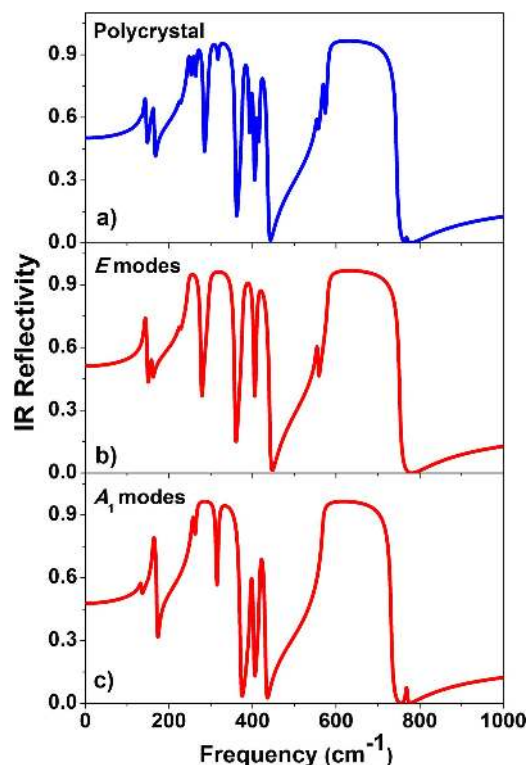 Polycrystal
0.9
0.6
0.3
0.0
a)
E modes
0.9
0.6
0.3
0.0
b)
A₁ modes
0.9
0.6
0.3
0.0
c)
IR Reflectivity
0 200 400 600 800 1000
Frequency (cm⁻¹)